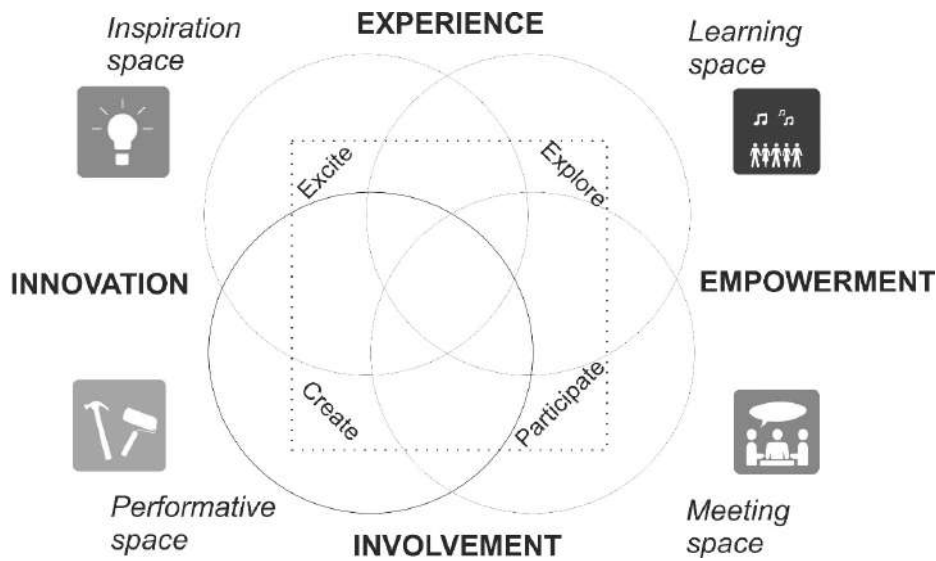 Inspiration
space
EXPERIENCE
Learning
space
Excite
Explore
INNOVATION
EMPOWERMENT
Create
Participate
Performative
space
INVOLVEMENT
Meeting
space